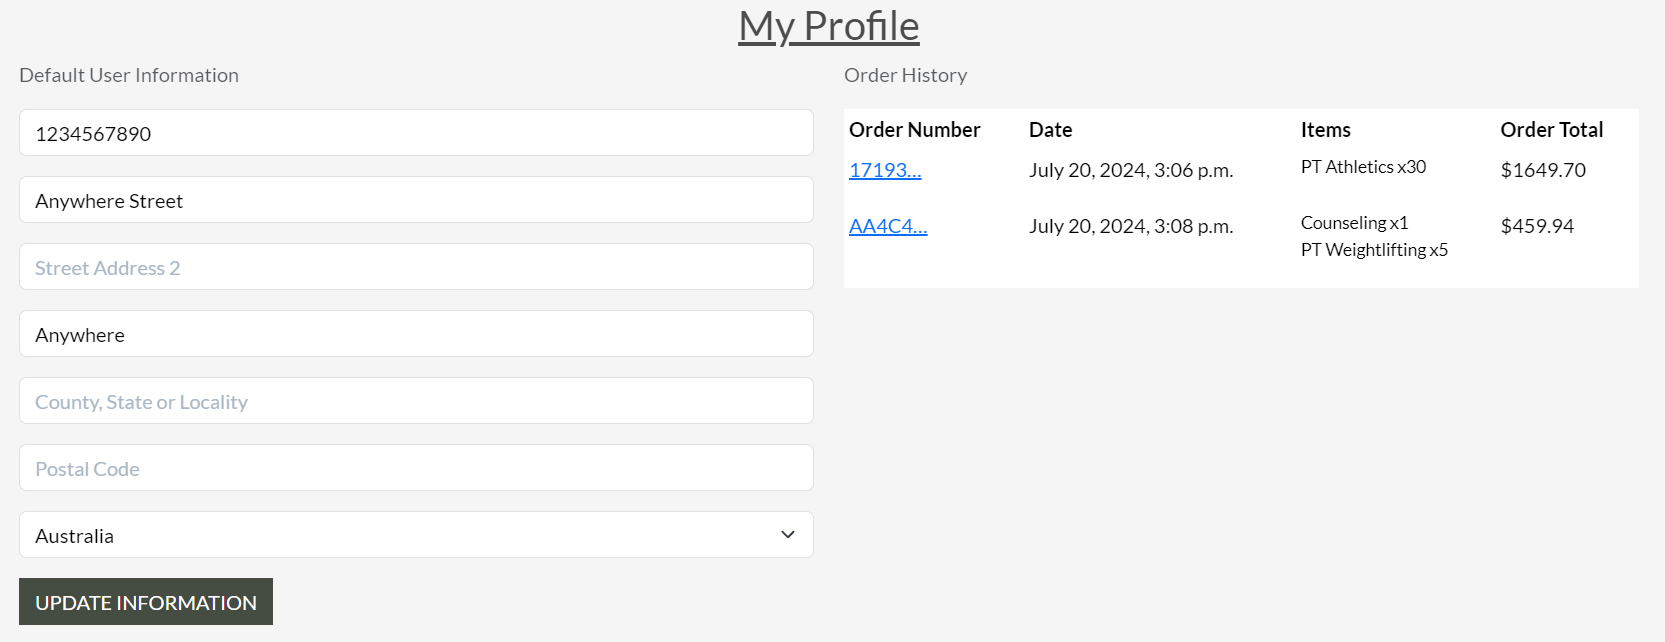 My Profile
Default User Information
1234567890
Anywhere Street
Street Address 2
Anywhere
County, State or Locality
Postal Code
Australia
UPDATE INFORMATION
Order History
Order Number Date Items Order Total
17193... July 20, 2024, 3:06 p.m. PT Athletics x30 $1649.70
AA4C4... July 20, 2024, 3:08 p.m. Counseling x1 $459.94
PT Weightlifting x5